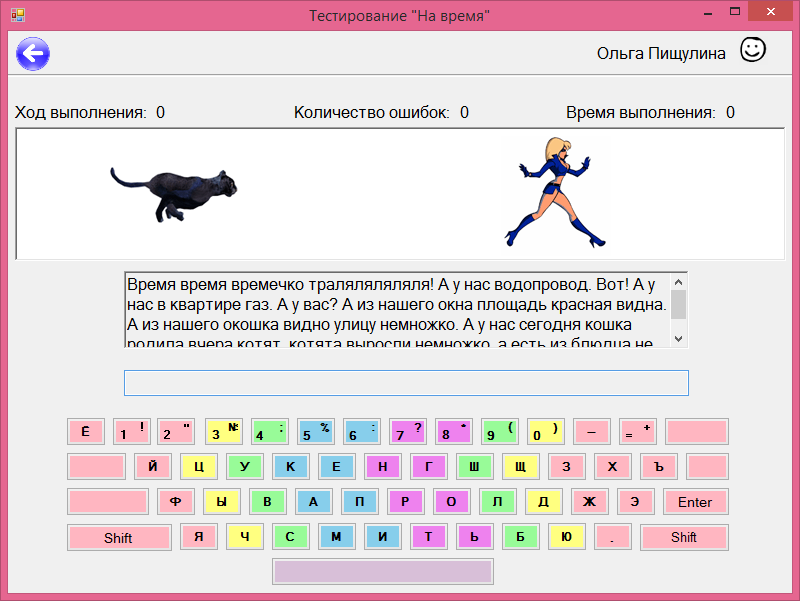 Тестирование "На время"
Ольга Пищулина
Ход выполнения: 0 Количество ошибок: 0 Время выполнения: 0
Время время времечко траляляляляля! А у нас водопровод. Вот! А у
нас в квартире газ. А у вас? А из нашего окна площадь красная видна.
А из нашего окошка видно улицу немножко. А у нас сегодня кошка
родила вчера котят, котята выросли немножко, а есть из блюдца не
Ё 1 ! 2 " 3 № 4 ; 5 % 6 : 7 ? 8 * 9 ( 0 ) _ = +
Й Ц У К Е Н Г Ш Щ З Х Ъ
Ф Ы В А П Р О Л Д Ж Э Enter
Shift Я Ч С М И Т Ь Б Ю . Shift